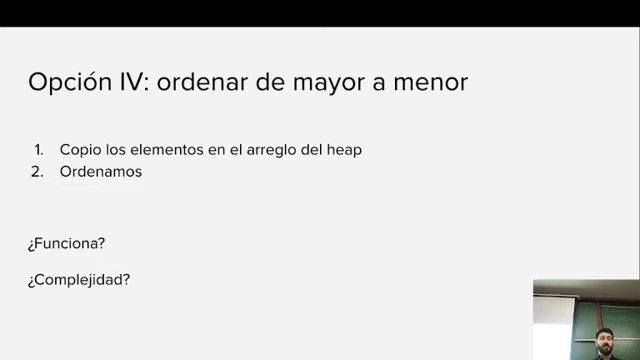 Opción IV: ordenar de mayor a menor
1. Copio los elementos en el arreglo del heap
2. Ordenamos
¿Funciona?
¿Complejidad?